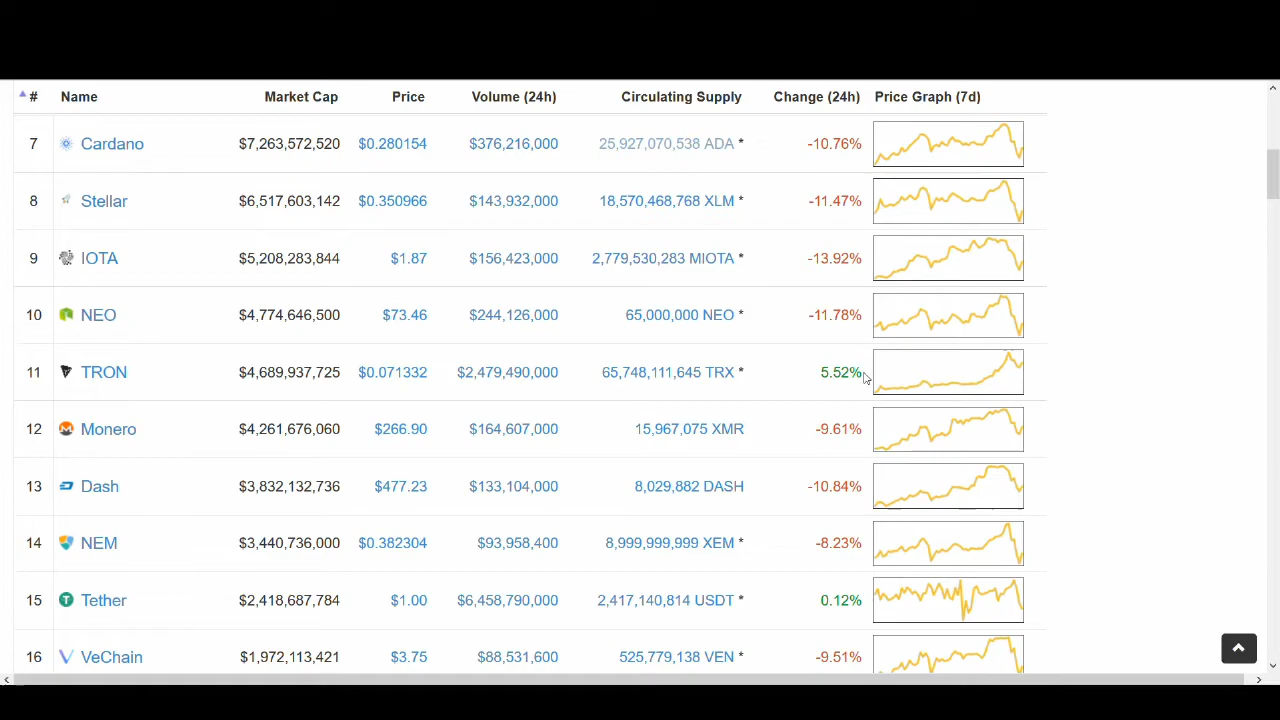 # Name Market Cap Price Volume (24h) Circulating Supply Change (24h) Price Graph (7d)
7 Cardano $7,263,572,520 $0.280154 $376,216,000 25,927,070,538 ADA * -10.76%
8 Stellar $6,517,603,142 $0.350966 $143,932,000 18,570,468,768 XLM * -11.47%
9 IOTA $5,208,283,844 $1.87 $156,423,000 2,779,530,283 MIOTA * -13.92%
10 NEO $4,774,646,500 $73.46 $244,126,000 65,000,000 NEO * -11.78%
11 TRON $4,689,937,725 $0.071332 $2,479,490,000 65,748,111,645 TRX * 5.52%
12 Monero $4,261,676,060 $266.90 $164,607,000 15,967,075 XMR -9.61%
13 Dash $3,832,132,736 $477.23 $133,104,000 8,029,882 DASH -10.84%
14 NEM $3,440,736,000 $0.382304 $93,958,400 8,999,999,999 XEM * -8.23%
15 Tether $2,418,687,784 $1.00 $6,458,790,000 2,417,140,814 USDT * 0.12%
16 VeChain $1,972,113,421 $3.75 $88,531,600 525,779,138 VEN * -9.51%